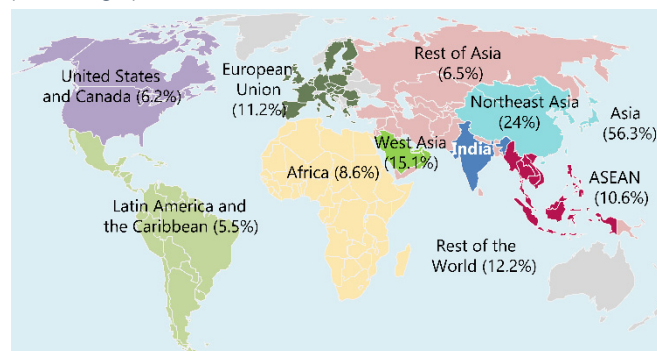 United States
and Canada (6.2%)
European
Union
(11.2%)
Rest of Asia
(6.5%)
Northeast Asia
(24%)
Asia
(56.3%)
West Asia
(15.1%)
India
Africa (8.6%)
ASEAN
(10.6%)
Latin America and
the Caribbean (5.5%)
Rest of the
World (12.2%)